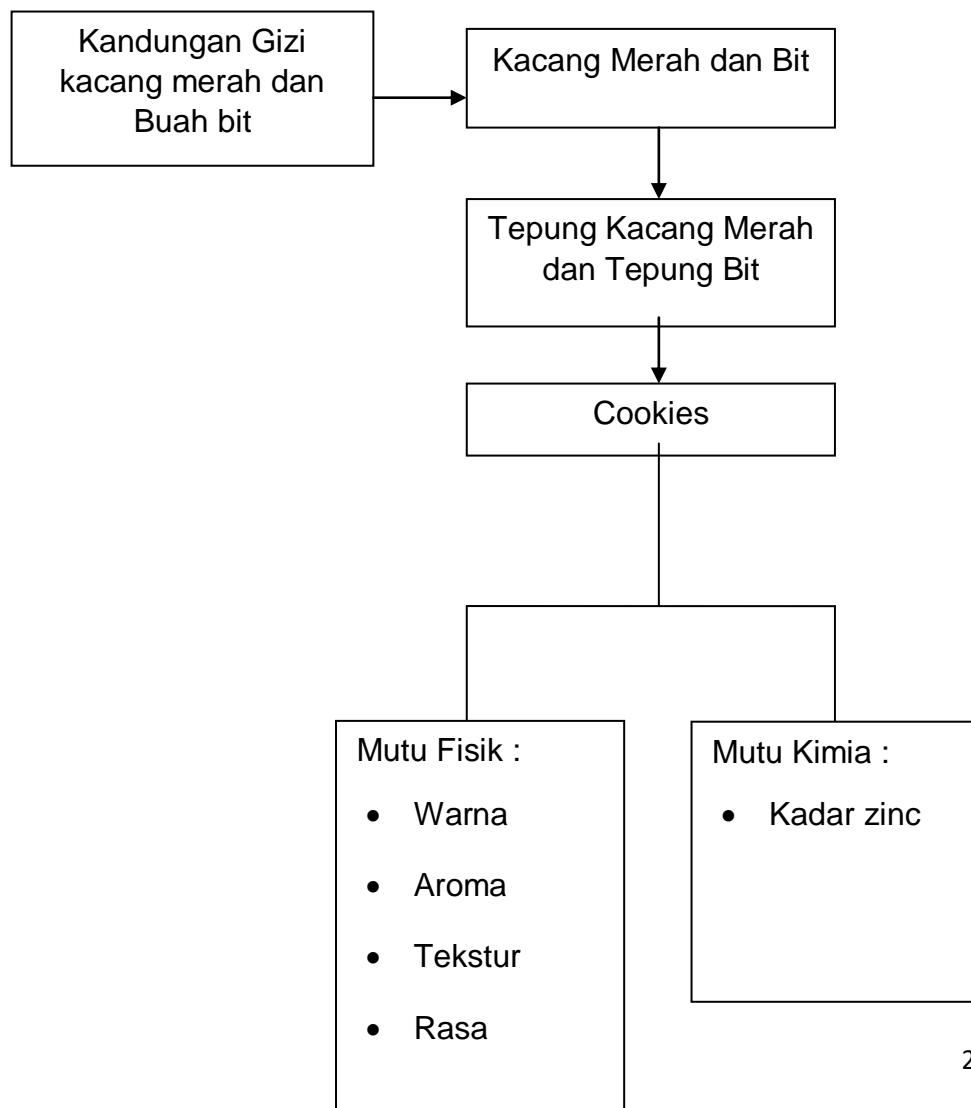 Kandungan Gizi
kacang merah dan
Buah bit
Kacang Merah dan Bit
Tepung Kacang Merah
dan Tepung Bit
Cookies
Mutu Fisik :
• Warna
• Aroma
• Tekstur
• Rasa
Mutu Kimia :
• Kadar zinc
2